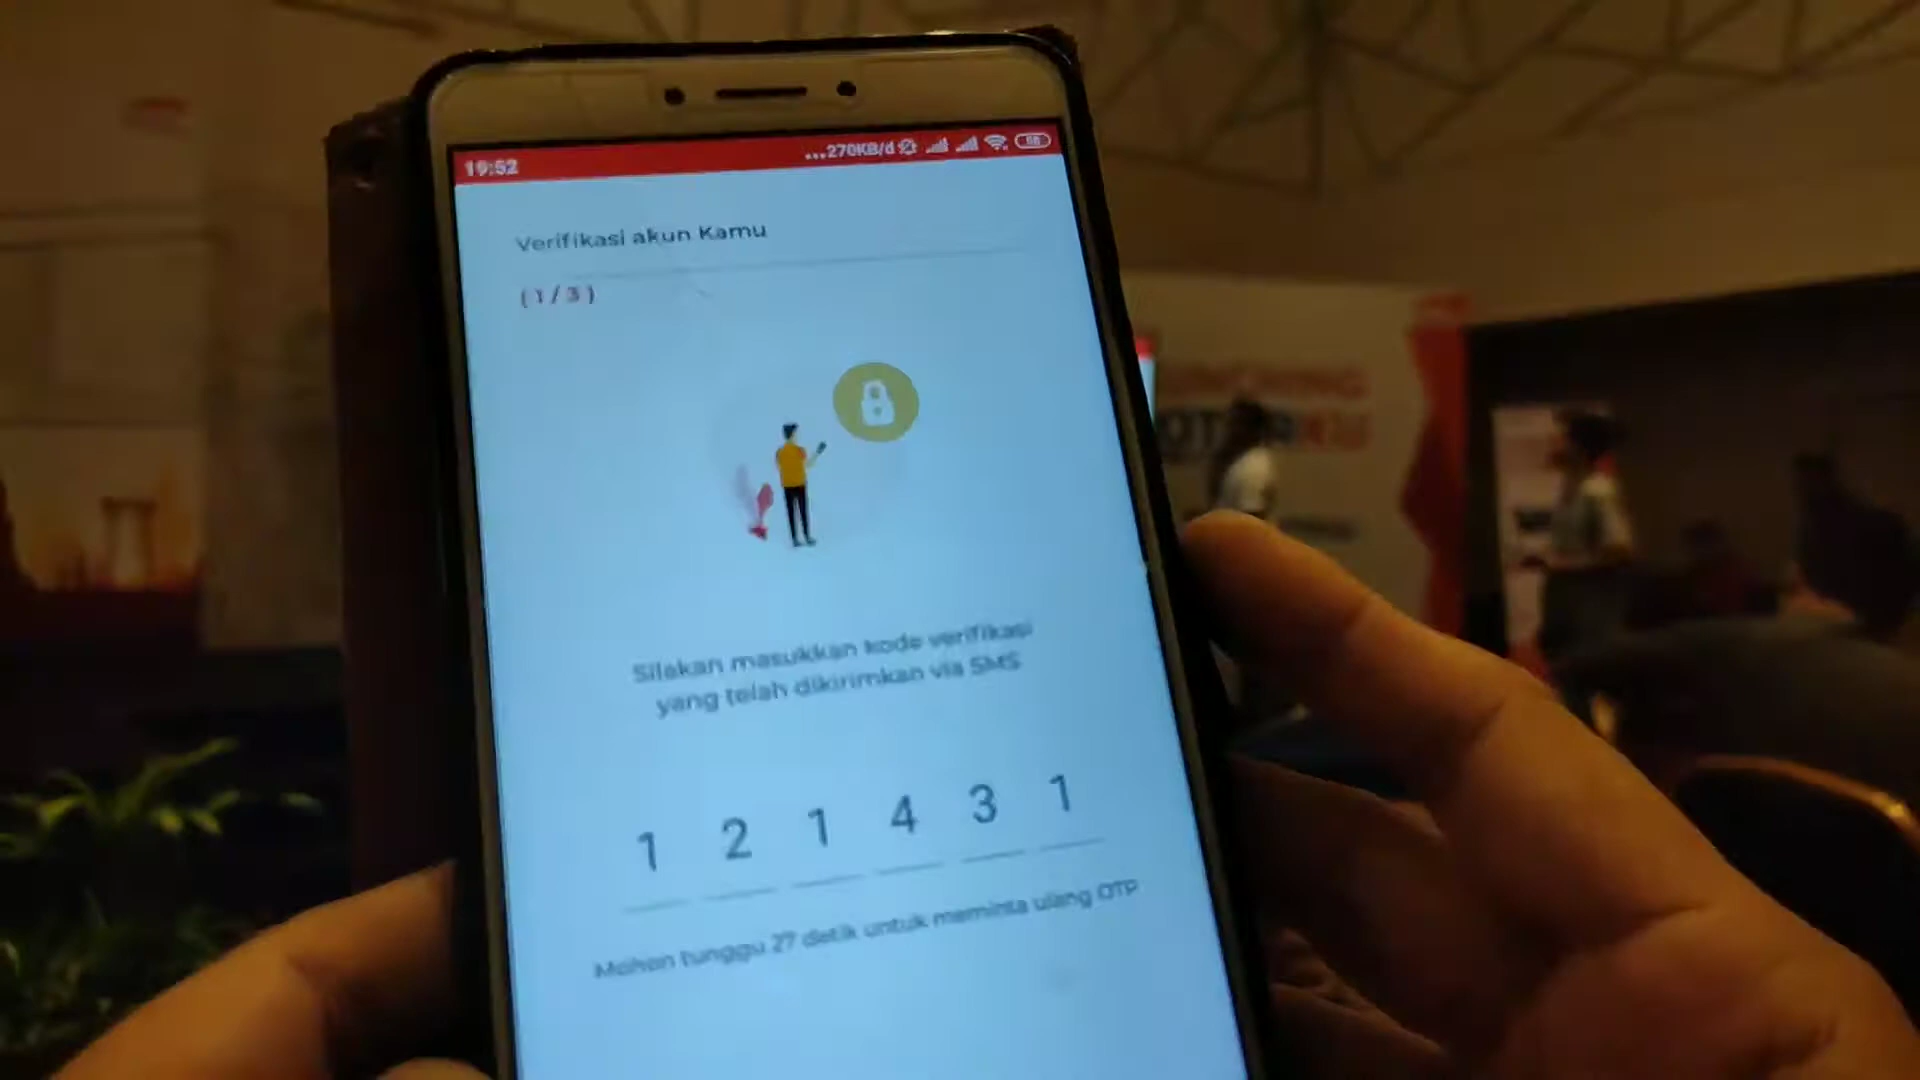 19:52
...270KB/d
Verifikasi akun Kamu
(1/3)
Silakan masukkan kode verifikasi
yang telah dikirimkan via SMS
1 2 1 4 3 1
Mohon tunggu 27 detik untuk meminta ulang OTP